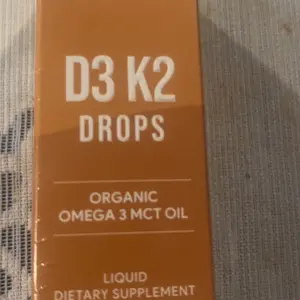 D3 K2
DROPS
ORGANIC
OMEGA 3 MCT OIL
LIQUID
DIETARY SUPPLEMENT